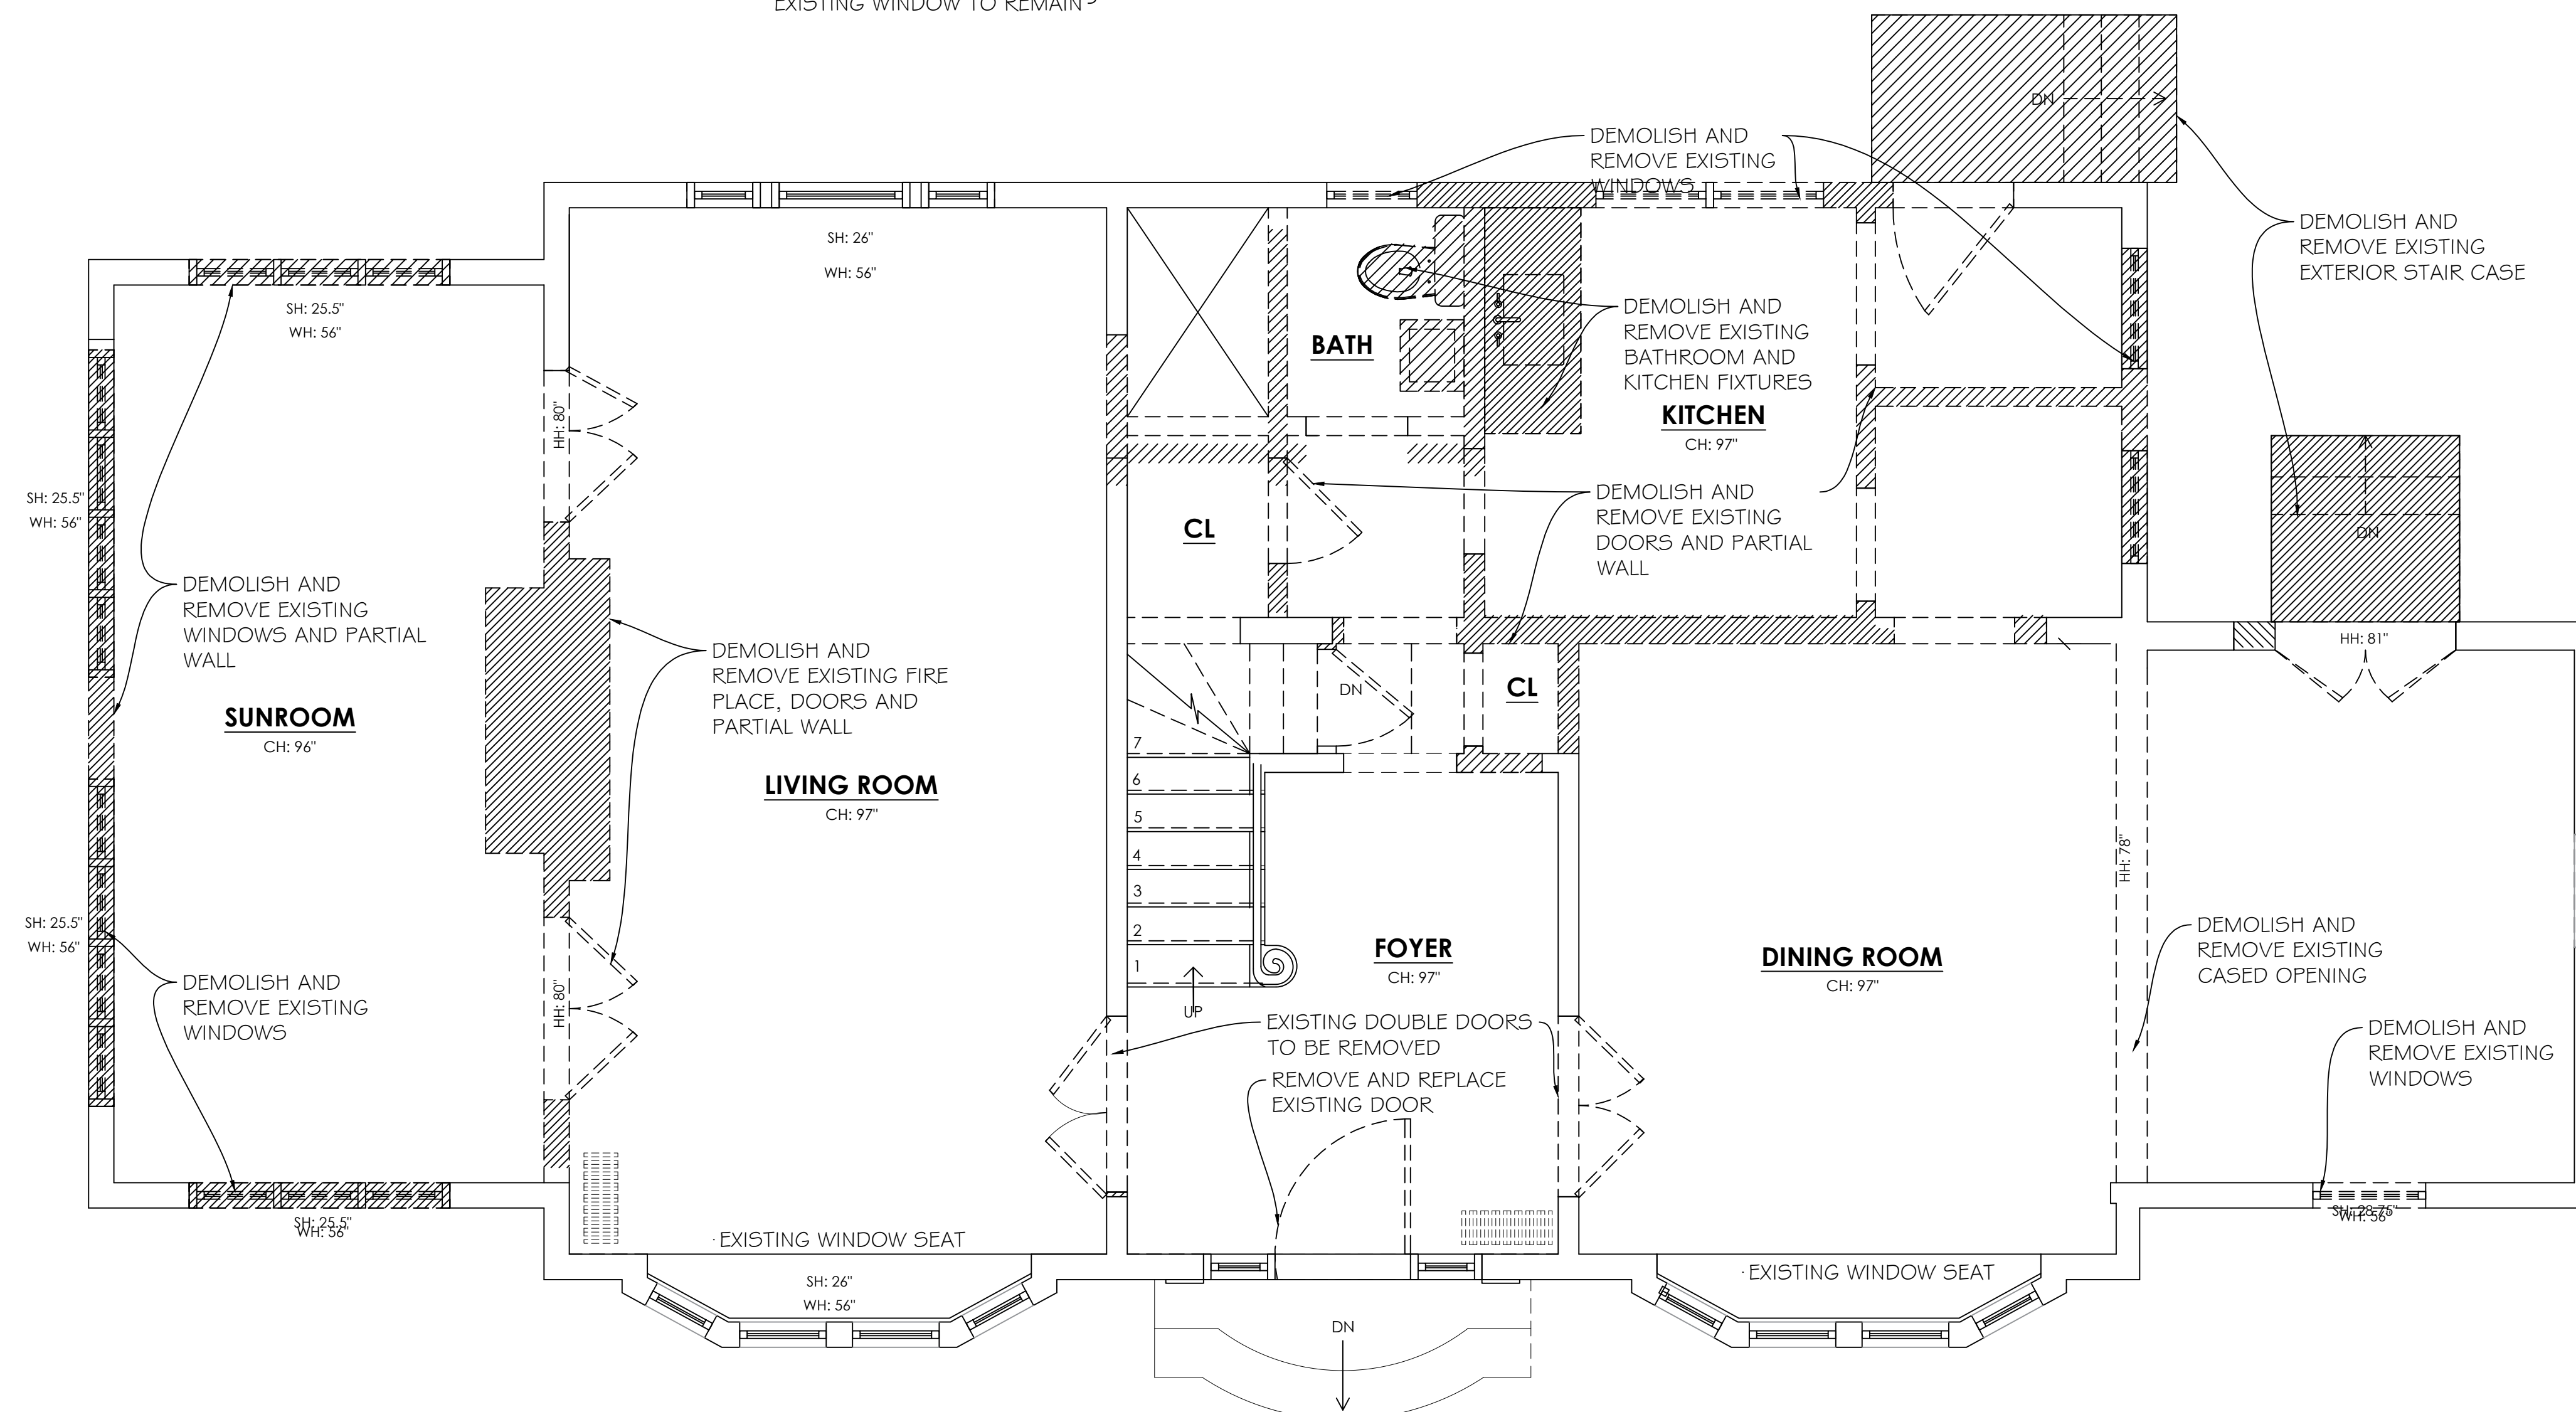 EXISTING WINDOW TO REMAIN
DN
DEMOLISH AND
REMOVE EXISTING
WINDOWS
DEMOLISH AND
REMOVE EXISTING
EXTERIOR STAIR CASE
SH: 26"
WH: 56"
SH: 25.5"
WH: 56"
DEMOLISH AND
REMOVE EXISTING
BATHROOM AND
KITCHEN FIXTURES
BATH
KITCHEN
CH: 97"
HH: 80"
SH: 25.5"
WH: 56"
DEMOLISH AND
REMOVE EXISTING
DOORS AND PARTIAL
WALL
CL
DN
DEMOLISH AND
REMOVE EXISTING
WINDOWS AND PARTIAL
WALL
DEMOLISH AND
REMOVE EXISTING FIRE
PLACE, DOORS AND
PARTIAL WALL
HH: 81"
DN
CL
SUNROOM
CH: 96"
LIVING ROOM
CH: 97"
7
6
5
4
3
2
1
UP
HH: 78"
SH: 25.5"
WH: 56"
FOYER
CH: 97"
DINING ROOM
CH: 97"
DEMOLISH AND
REMOVE EXISTING
CASED OPENING
DEMOLISH AND
REMOVE EXISTING
WINDOWS
HH: 80"
EXISTING DOUBLE DOORS
TO BE REMOVED
REMOVE AND REPLACE
EXISTING DOOR
DEMOLISH AND
REMOVE EXISTING
WINDOWS
SH: 25.5"
WH: 56"
SH: 28.75"
WH: 56"
EXISTING WINDOW SEAT
SH: 26"
WH: 56"
EXISTING WINDOW SEAT
DN